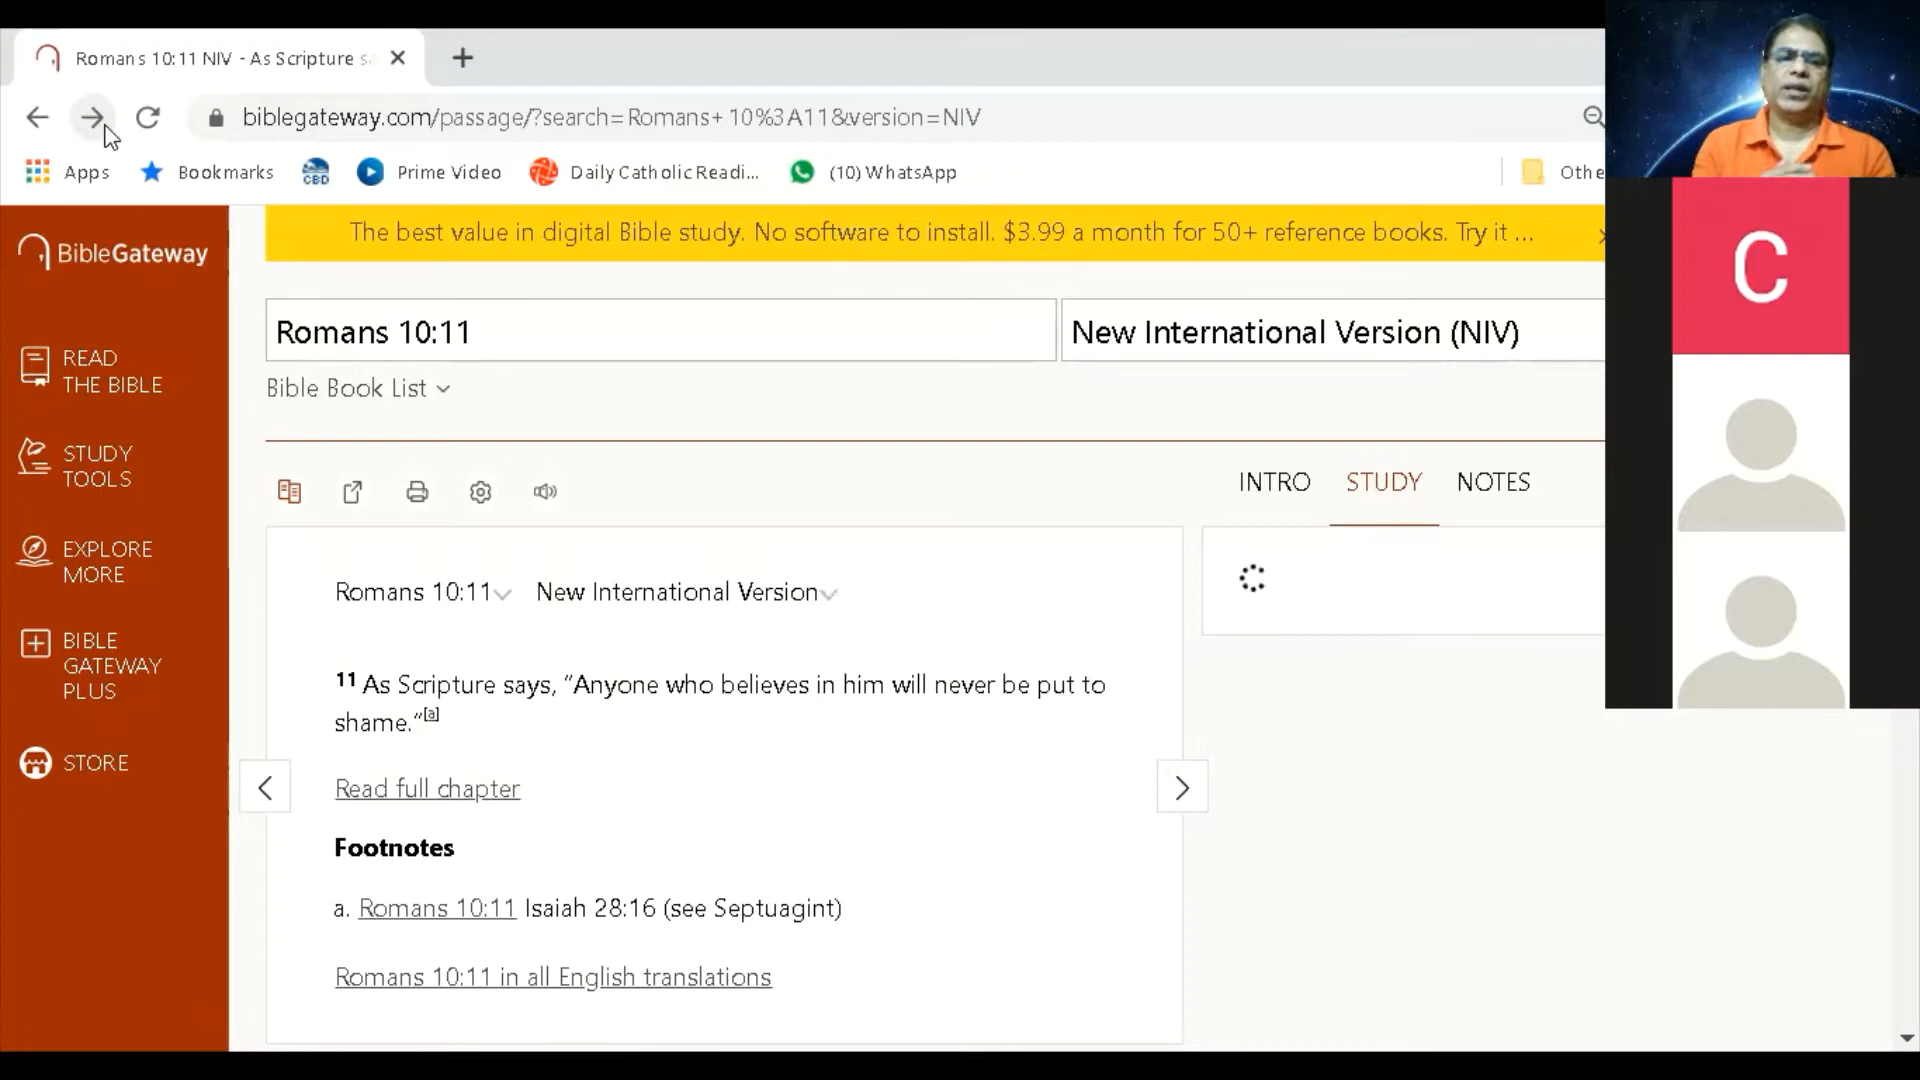 Romans 10:11 NIV - As Scripture s
biblegateway.com/passage/?search=Romans+10%3A11&version=NIV
Apps Bookmarks CBD Prime Video Daily Catholic Readi... (10) WhatsApp Othe
BibleGateway
The best value in digital Bible study. No software to install. $3.99 a month for 50+ reference books. Try it ...
C
Romans 10:11 New International Version (NIV)
Bible Book List
READ
THE BIBLE
STUDY
TOOLS
EXPLORE
MORE
BIBLE
GATEWAY
PLUS
STORE
INTRO STUDY NOTES
Romans 10:11 New International Version
11 As Scripture says, “Anyone who believes in him will never be put to
shame.”[a]
Read full chapter
Footnotes
a. Romans 10:11 Isaiah 28:16 (see Septuagint)
Romans 10:11 in all English translations